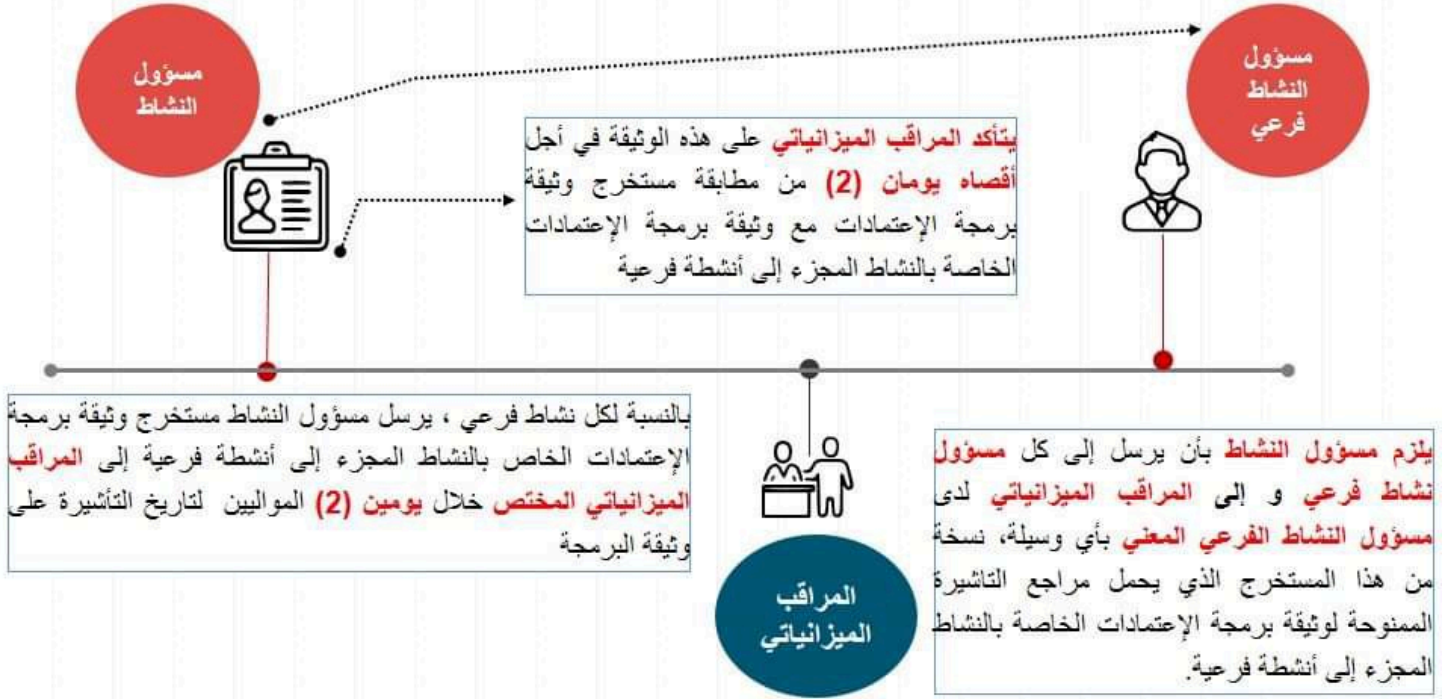 مسؤول
النشاط
فرعي
مسؤول
النشاط
يتأكد المراقب الميزانياتي على هذه الوثيقة في أجل
أقصاه يومان (2) من مطابقة مستخرج وثيقة
برمجة الإعتمادات مع وثيقة برمجة الإعتمادات
الخاصة بالنشاط المجزء إلى أنشطة فرعية
بالنسبة لكل نشاط فرعي ، يرسل مسؤول النشاط مستخرج وثيقة برمجة
الإعتمادات الخاص بالنشاط المجزء إلى أنشطة فرعية إلى المراقب
الميزانياتي المختص خلال يومين (2) المواليين لتاريخ التأشيرة على
وثيقة البرمجة
يلزم مسؤول النشاط بأن يرسل إلى كل مسؤول
نشاط فرعي و إلى المراقب الميزانياتي لدى
مسؤول النشاط الفرعي المعني بأي وسيلة، نسخة
من هذا المستخرج الذي يحمل مراجع التاشيرة
الممنوحة لوثيقة برمجة الإعتمادات الخاصة بالنشاط
المجزء إلى أنشطة فرعية.
المراقب
الميزانياتي